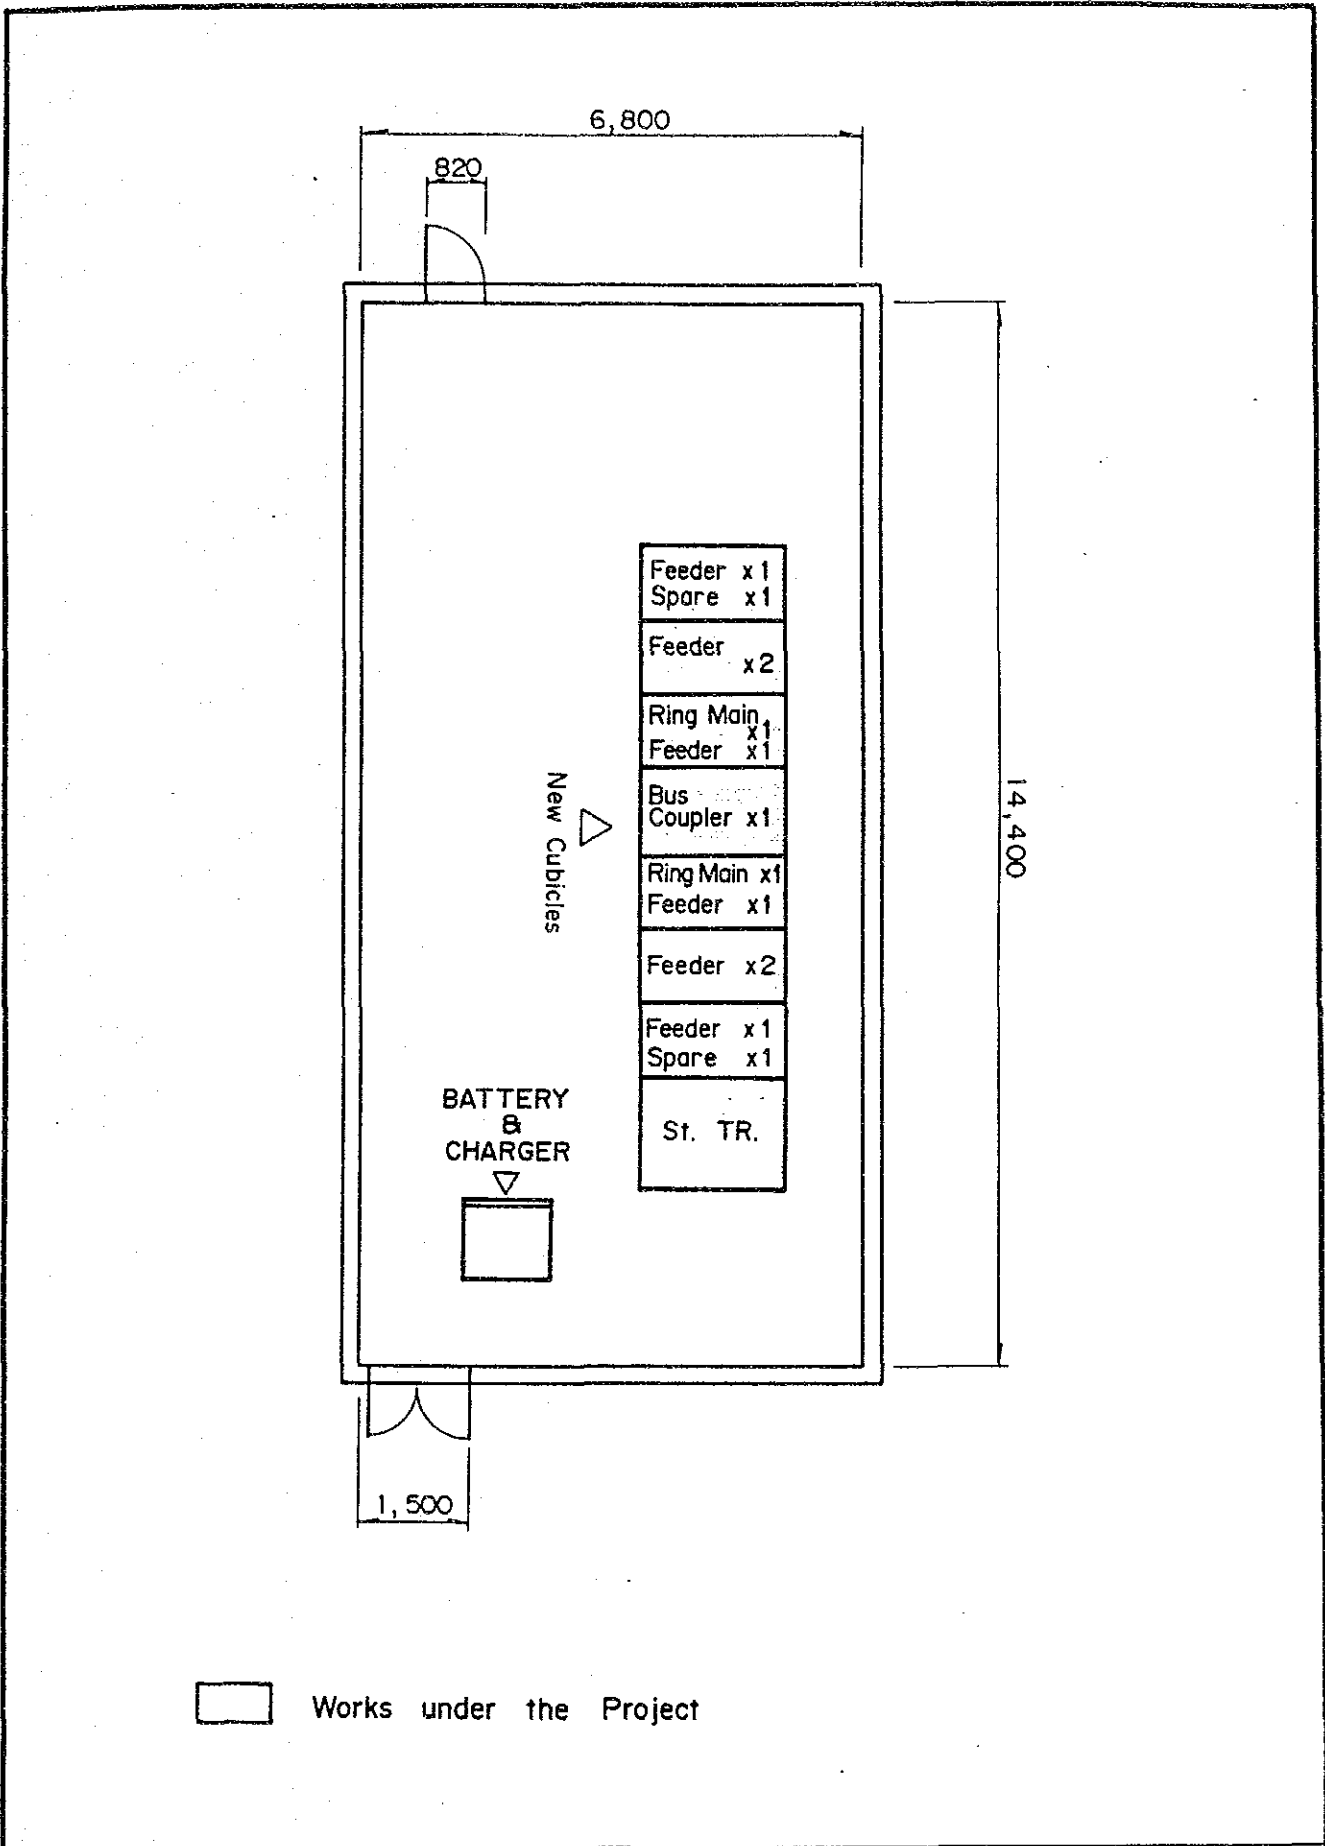 6,800
820
Feeder x1
Spare x1
Feeder
x2
Ring Main
x1
Feeder x1
Bus
Coupler x1
Ring Main x1
Feeder x1
Feeder x2
Feeder x1
Spare x1
St. TR.
New Cubicles
14,400
BATTERY
&
CHARGER
1,500
Works under the Project